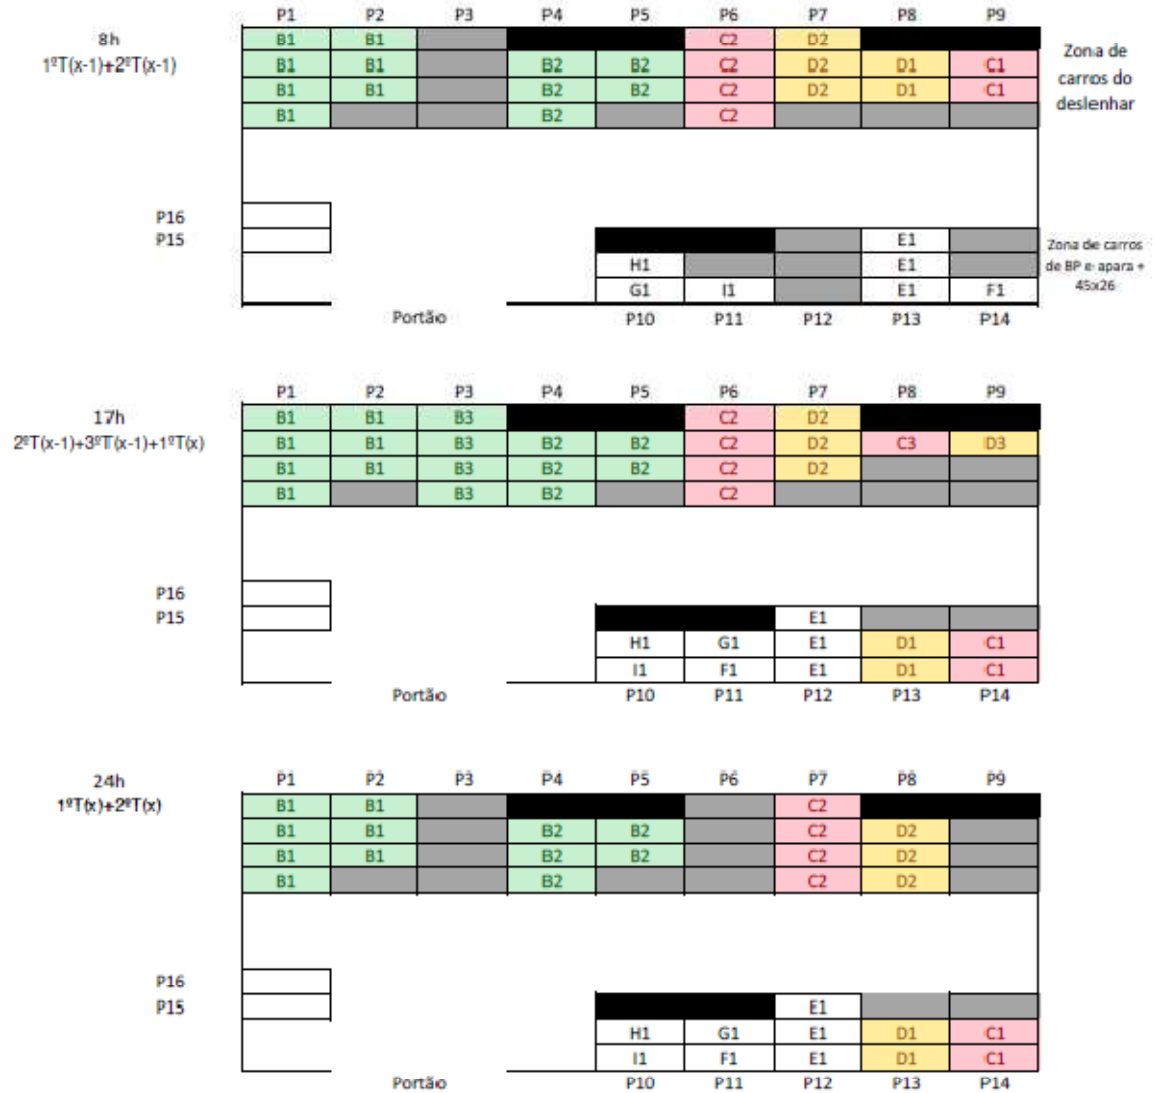 P1 P2 P3 P4 P5 P6 P7 P8 P9
8h B1 B1 C2 D2
1ºT(x-1)+2ºT(x-1) B1 B1 B2 B2 C2 D2 D1 C1
B1 B1 B2 B2 C2 D2 D1 C1
B1 B2 C2
Zona de
carros do
deslenhar
P16
P15 E1
H1 E1
G1 I1 E1 F1
Zona de carros
de BP e apara +
45x26
Portão P10 P11 P12 P13 P14
P1 P2 P3 P4 P5 P6 P7 P8 P9
17h B1 B1 B3 C2 D2
2ºT(x-1)+3ºT(x-1)+1ºT(x) B1 B1 B3 B2 B2 C2 D2 C3 D3
B1 B1 B3 B2 B2 C2 D2
B1 B3 B2 C2
P16
P15 E1
H1 G1 E1 D1 C1
I1 F1 E1 D1 C1
Portão P10 P11 P12 P13 P14
24h P1 P2 P3 P4 P5 P6 P7 P8 P9
1ºT(x)+2ºT(x) B1 B1 C2
B1 B1 B2 B2 C2 D2
B1 B1 B2 B2 C2 D2
B1 B2 C2 D2
P16
P15 E1
H1 G1 E1 D1 C1
I1 F1 E1 D1 C1
Portão P10 P11 P12 P13 P14